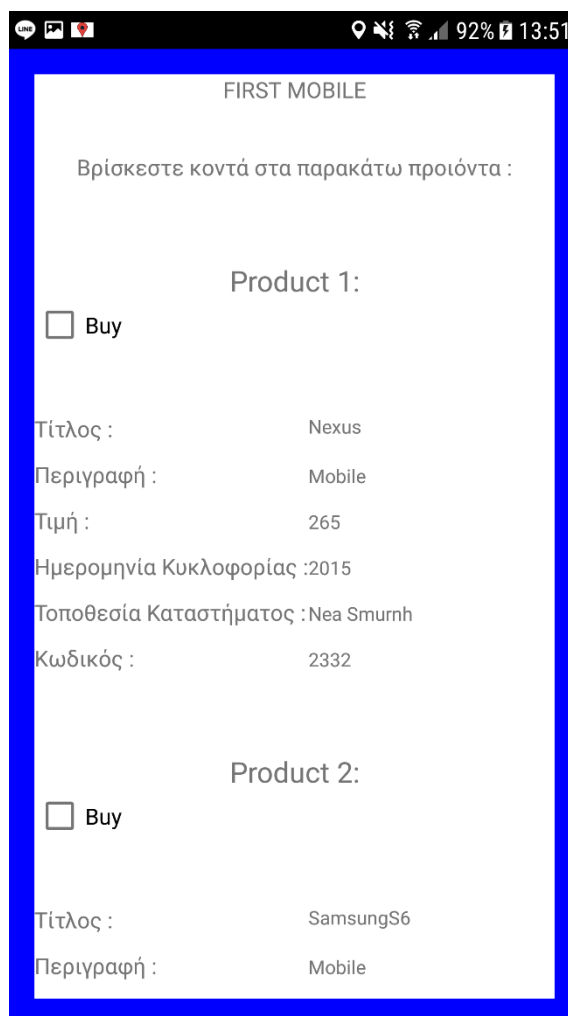 LINE
92% 13:51
FIRST MOBILE
Βρίσκεστε κοντά στα παρακάτω προιόντα :
Product 1:
Buy
Τίτλος : Nexus
Περιγραφή : Mobile
Τιμή : 265
Ημερομηνία Κυκλοφορίας :2015
Τοποθεσία Καταστήματος :Nea Smurnh
Κωδικός : 2332
Product 2:
Buy
Τίτλος : SamsungS6
Περιγραφή : Mobile